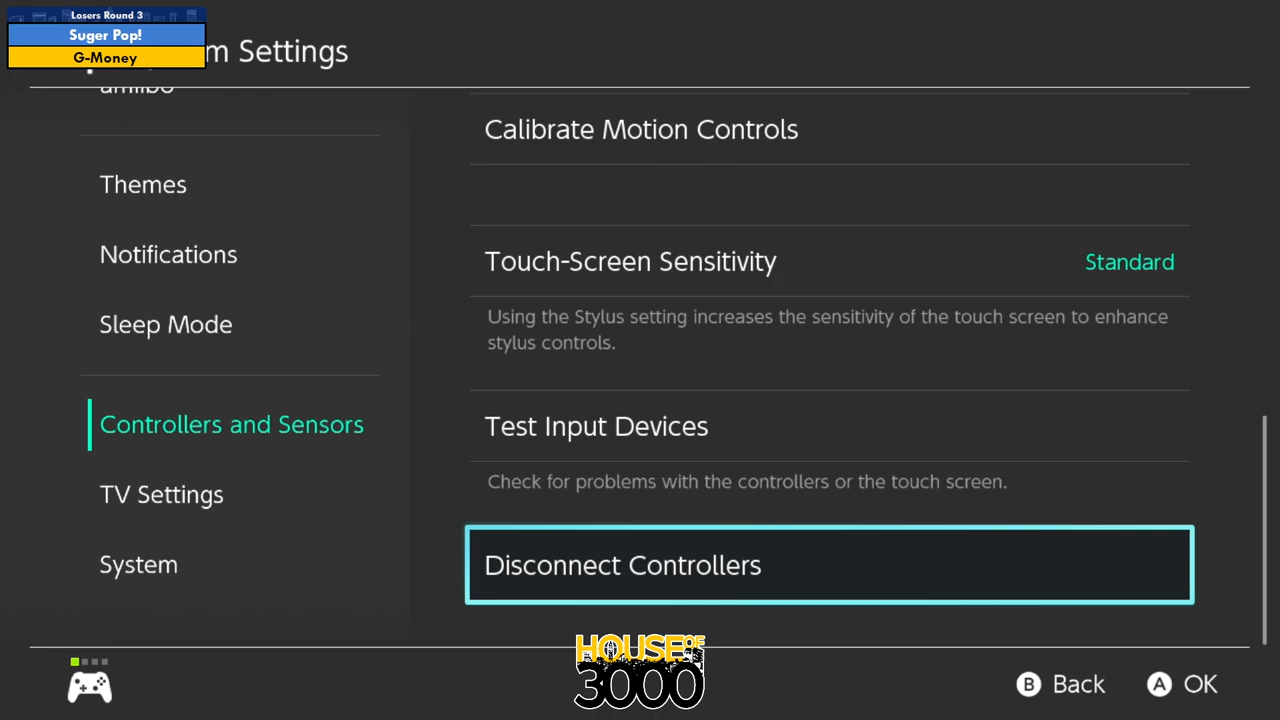 Losers Round 3
Suger Pop!
G-Money
m Settings
amiibo
Themes
Notifications
Sleep Mode
Controllers and Sensors
TV Settings
System
Calibrate Motion Controls
Touch-Screen Sensitivity Standard
Using the Stylus setting increases the sensitivity of the touch screen to enhance
stylus controls.
Test Input Devices
Check for problems with the controllers or the touch screen.
Disconnect Controllers
HOUSE OF
3000
B Back A OK